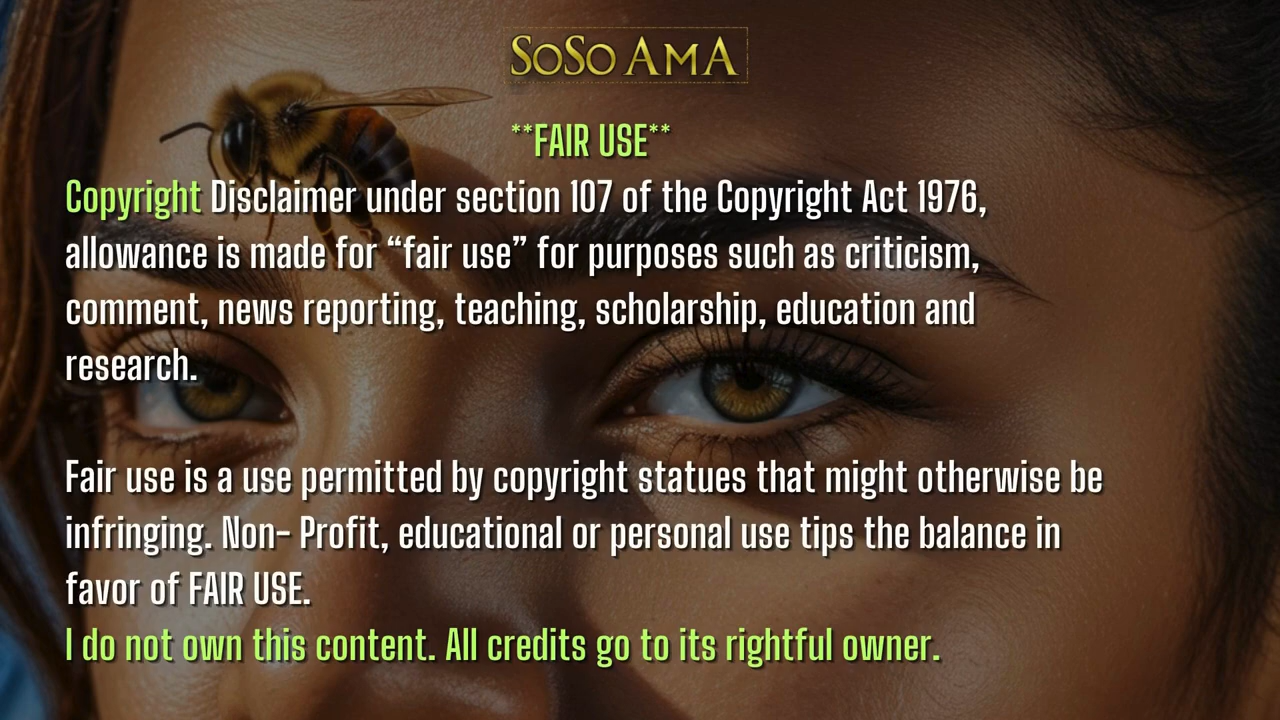 SoSo AmA
**FAIR USE**
Copyright Disclaimer under section 107 of the Copyright Act 1976,
allowance is made for “fair use” for purposes such as criticism,
comment, news reporting, teaching, scholarship, education and
research.
Fair use is a use permitted by copyright statues that might otherwise be
infringing. Non- Profit, educational or personal use tips the balance in
favor of FAIR USE.
I do not own this content. All credits go to its rightful owner.